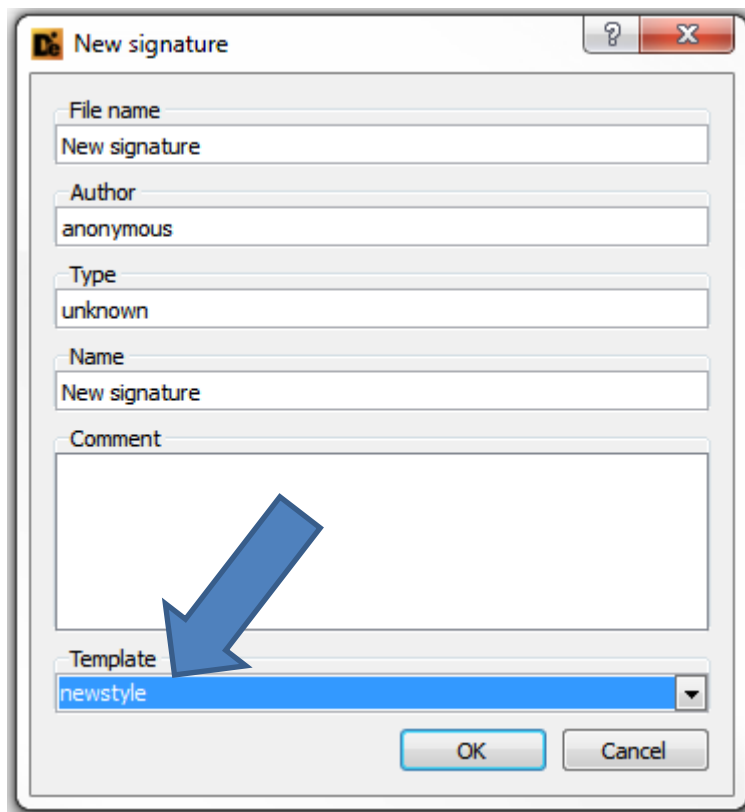 New signature
File name
New signature
Author
anonymous
Type
unknown
Name
New signature
Comment
Template
newstyle
OK Cancel